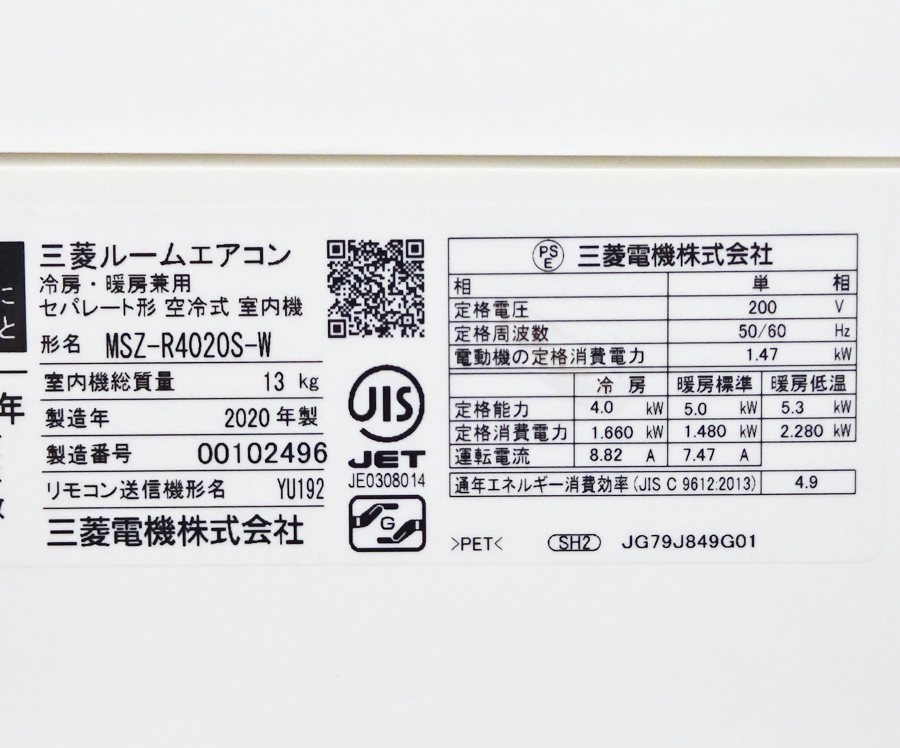 に
と
年
三菱ルームエアコン
冷房・暖房兼用
セパレート形 空冷式 室内機
形名 MSZ-R4020S-W
室内機総質量 13 kg
製造年 2020 年製
製造番号 00102496
リモコン送信機形名 YU192
三菱電機株式会社
JIS
JET
JE0308014
G
PS E 三菱電機株式会社
相 単 相
定格電圧 200 V
定格周波数 50/60 Hz
電動機の定格消費電力 1.47 kW
冷房 暖房標準 暖房低温
定格能力 4.0 kW 5.0 kW 5.3 kW
定格消費電力 1.660 kW 1.480 kW 2.280 kW
運転電流 8.82 A 7.47 A
通年エネルギー消費効率(JIS C 9612:2013) 4.9
>PET< SH2 JG79J849G01